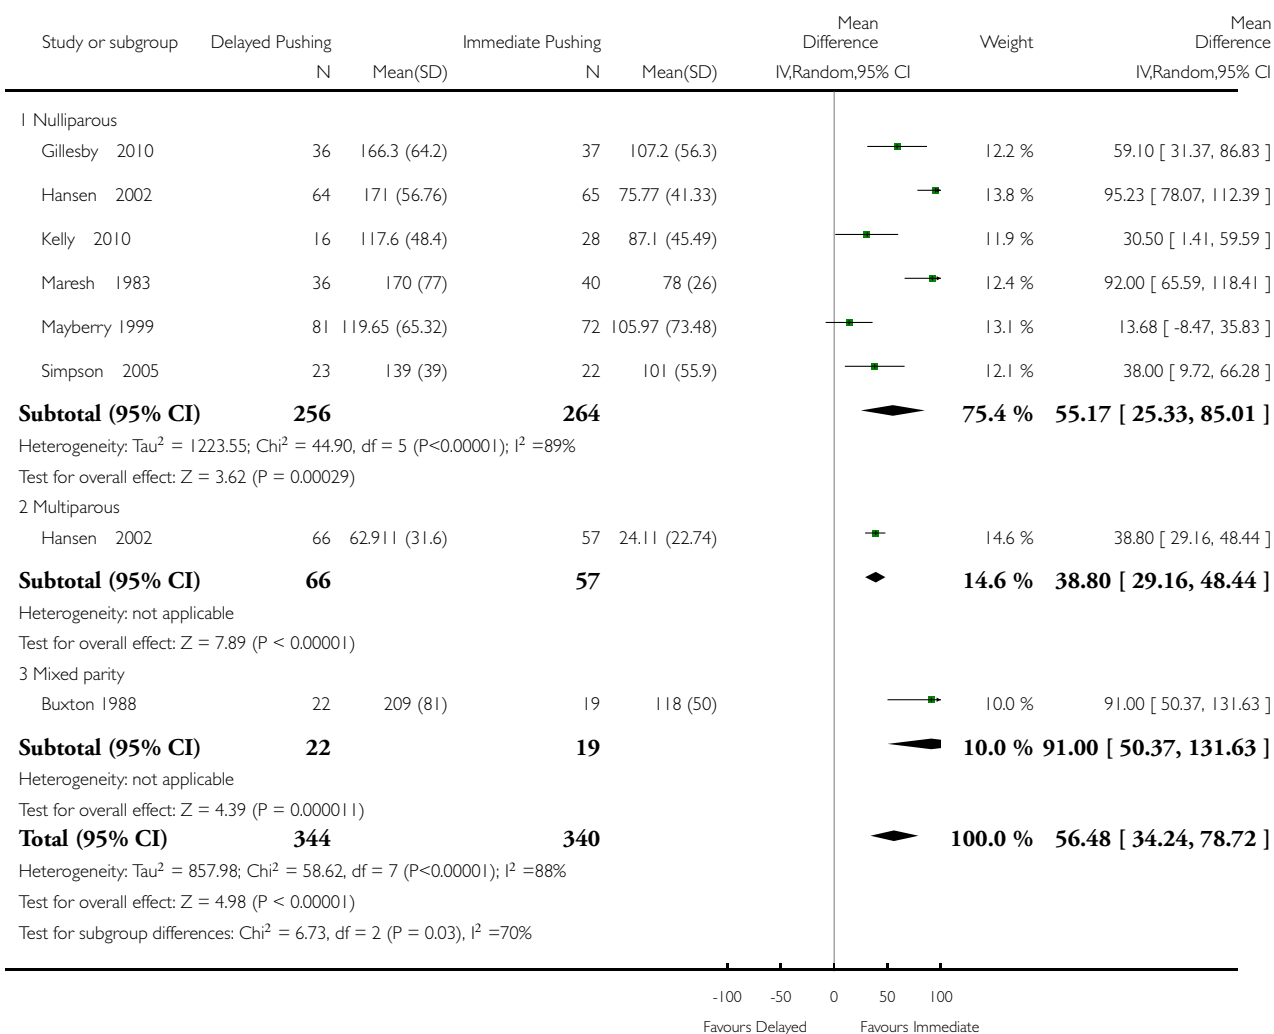 Mean Mean
Study or subgroup Delayed Pushing Immediate Pushing Difference Weight Difference
N Mean(SD) N Mean(SD) IV,Random,95% CI IV,Random,95% CI
1 Nulliparous
Gillesby 2010 36 166.3 (64.2) 37 107.2 (56.3) 12.2 % 59.10 [ 31.37, 86.83 ]
Hansen 2002 64 171 (56.76) 65 75.77 (41.33) 13.8 % 95.23 [ 78.07, 112.39 ]
Kelly 2010 16 117.6 (48.4) 28 87.1 (45.49) 11.9 % 30.50 [ 1.41, 59.59 ]
Maresh 1983 36 170 (77) 40 78 (26) 12.4 % 92.00 [ 65.59, 118.41 ]
Mayberry 1999 81 119.65 (65.32) 72 105.97 (73.48) 13.1 % 13.68 [ -8.47, 35.83 ]
Simpson 2005 23 139 (39) 22 101 (55.9) 12.1 % 38.00 [ 9.72, 66.28 ]
Subtotal (95% CI) 256 264 75.4 % 55.17 [ 25.33, 85.01 ]
Heterogeneity: Tau² = 1223.55; Chi² = 44.90, df = 5 (P<0.00001); I² =89%
Test for overall effect: Z = 3.62 (P = 0.00029)
2 Multiparous
Hansen 2002 66 62.911 (31.6) 57 24.11 (22.74) 14.6 % 38.80 [ 29.16, 48.44 ]
Subtotal (95% CI) 66 57 14.6 % 38.80 [ 29.16, 48.44 ]
Heterogeneity: not applicable
Test for overall effect: Z = 7.89 (P < 0.00001)
3 Mixed parity
Buxton 1988 22 209 (81) 19 118 (50) 10.0 % 91.00 [ 50.37, 131.63 ]
Subtotal (95% CI) 22 19 10.0 % 91.00 [ 50.37, 131.63 ]
Heterogeneity: not applicable
Test for overall effect: Z = 4.39 (P = 0.000011)
Total (95% CI) 344 340 100.0 % 56.48 [ 34.24, 78.72 ]
Heterogeneity: Tau² = 857.98; Chi² = 58.62, df = 7 (P<0.00001); I² =88%
Test for overall effect: Z = 4.98 (P < 0.00001)
Test for subgroup differences: Chi² = 6.73, df = 2 (P = 0.03), I² =70%
-100 -50 0 50 100
Favours Delayed Favours Immediate